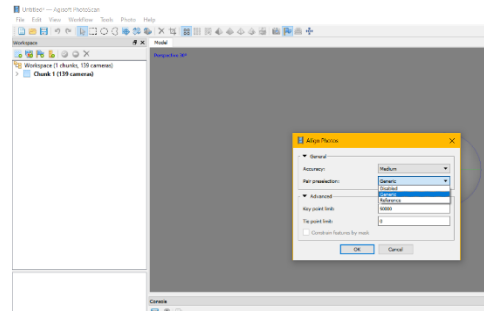 Untitled* — Agisoft PhotoScan
File Edit View Workflow Tools Photo Help
Workspace
Model
Perspective 30°
Workspace (1 chunks, 139 cameras)
Chunk 1 (139 cameras)
Align Photos
General
Accuracy: Medium
Pair preselection: Generic
Disabled
Generic
Reference
Advanced
Key point limit:
Tie point limit: 0
Constrain features by mask
OK Cancel
Console